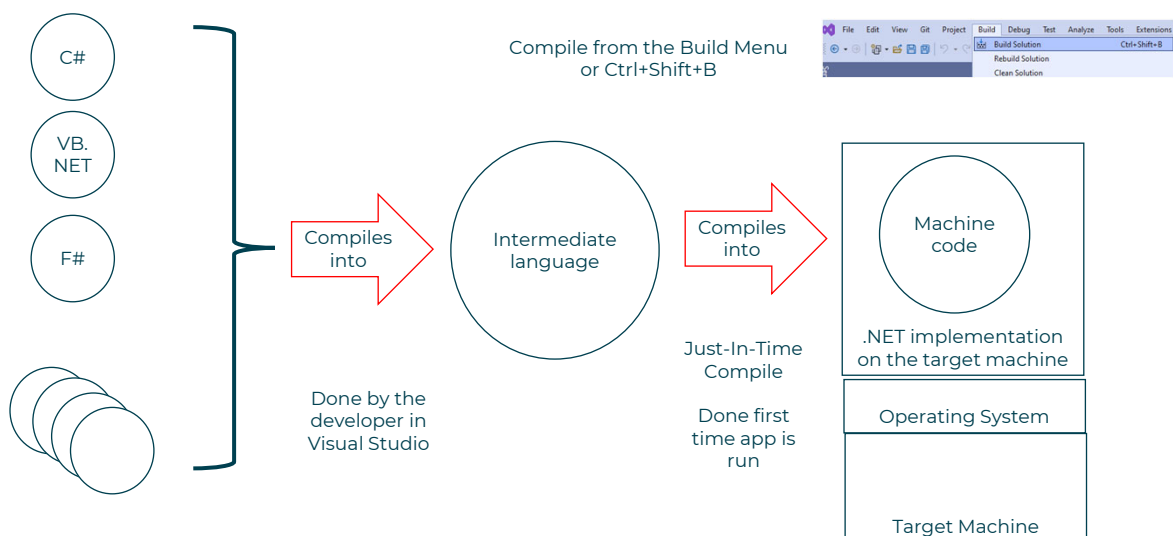 C#
VB.
NET
F#
Compile from the Build Menu
or Ctrl+Shift+B
File Edit View Git Project Build Debug Test Analyze Tools Extensions
Build Solution Ctrl+Shift+B
Rebuild Solution
Clean Solution
Compiles
into
Intermediate
language
Compiles
into
Machine
code
.NET implementation
on the target machine
Done by the
developer in
Visual Studio
Just-In-Time
Compile
Done first
time app is
run
Operating System
Target Machine